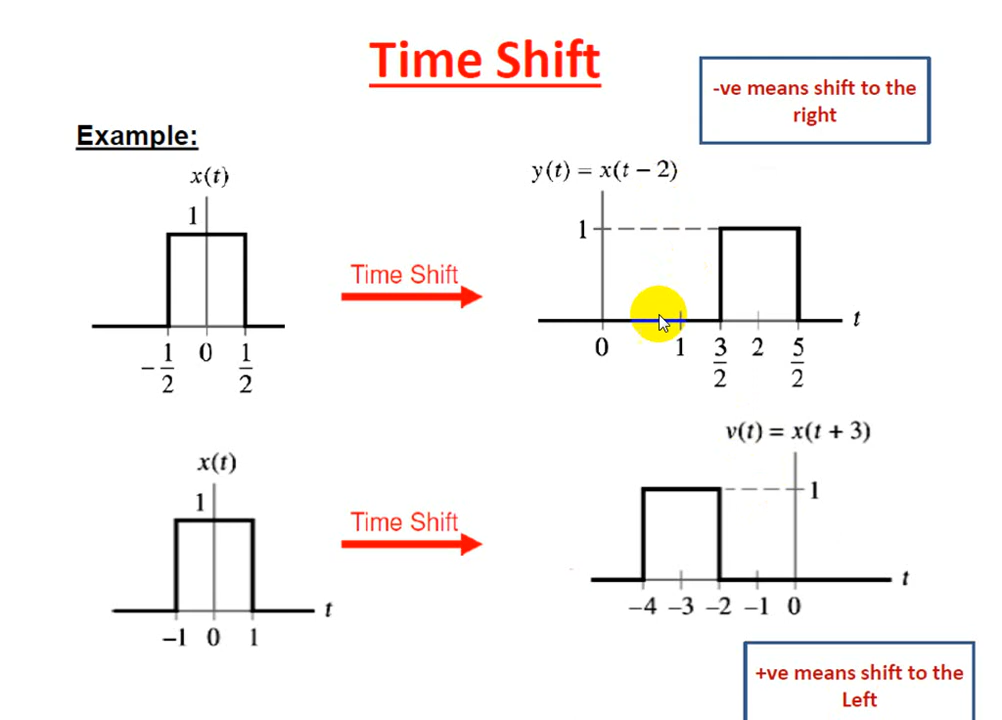 Time Shift
-ve means shift to the
right
Example:
x(t)
1
-1/2 0 1/2
Time Shift
y(t) = x(t − 2)
1
t
0 1 3/2 2 5/2
x(t)
1
t
−1 0 1
Time Shift
v(t) = x(t + 3)
1
t
−4 −3 −2 −1 0
+ve means shift to the
Left